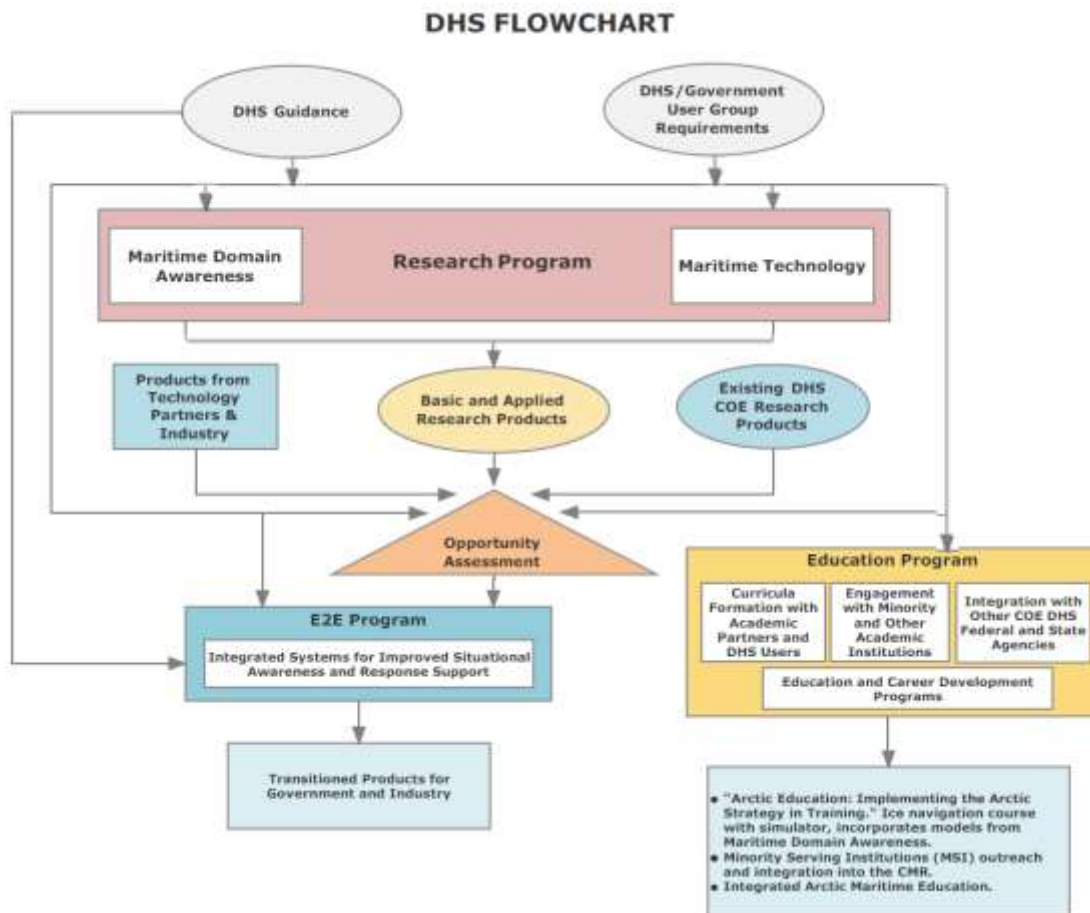 DHS FLOWCHART
DHS Guidance
DHS/Government
User Group
Requirements
Maritime Domain
Awareness
Research Program
Maritime Technology
Products from
Technology
Partners &
Industry
Basic and Applied
Research Products
Existing DHS
COE Research
Products
Opportunity
Assessment
E2E Program
Integrated Systems for Improved Situational
Awareness and Response Support
Transitioned Products for
Government and Industry
Education Program
Curricula
Formation with
Academic
Partners and
DHS Users
Engagement
with Minority
and Other
Academic
Institutions
Integration with
Other COE DHS
Federal and State
Agencies
Education and Career Development
Programs
• "Arctic Education: Implementing the Arctic
Strategy in Training." Ice navigation course
with simulator, incorporates models from
Maritime Domain Awareness.
• Minority Serving Institutions (MSI) outreach
and integration into the CMR.
• Integrated Arctic Maritime Education.